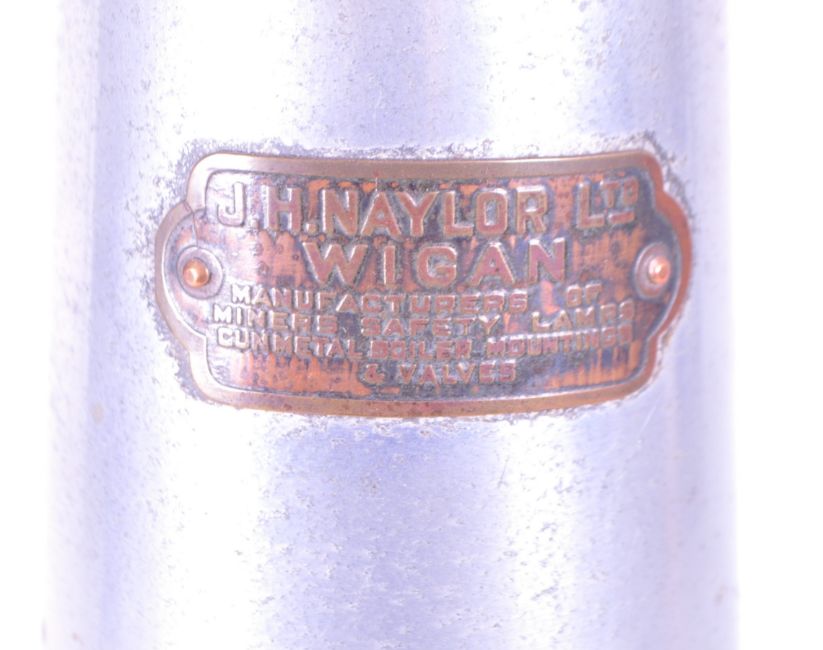 J.H.NAYLOR LTD
WIGAN
MANUFACTURERS OF
MINERS SAFETY LAMPS
GUNMETAL BOILER MOUNTINGS
& VALVES